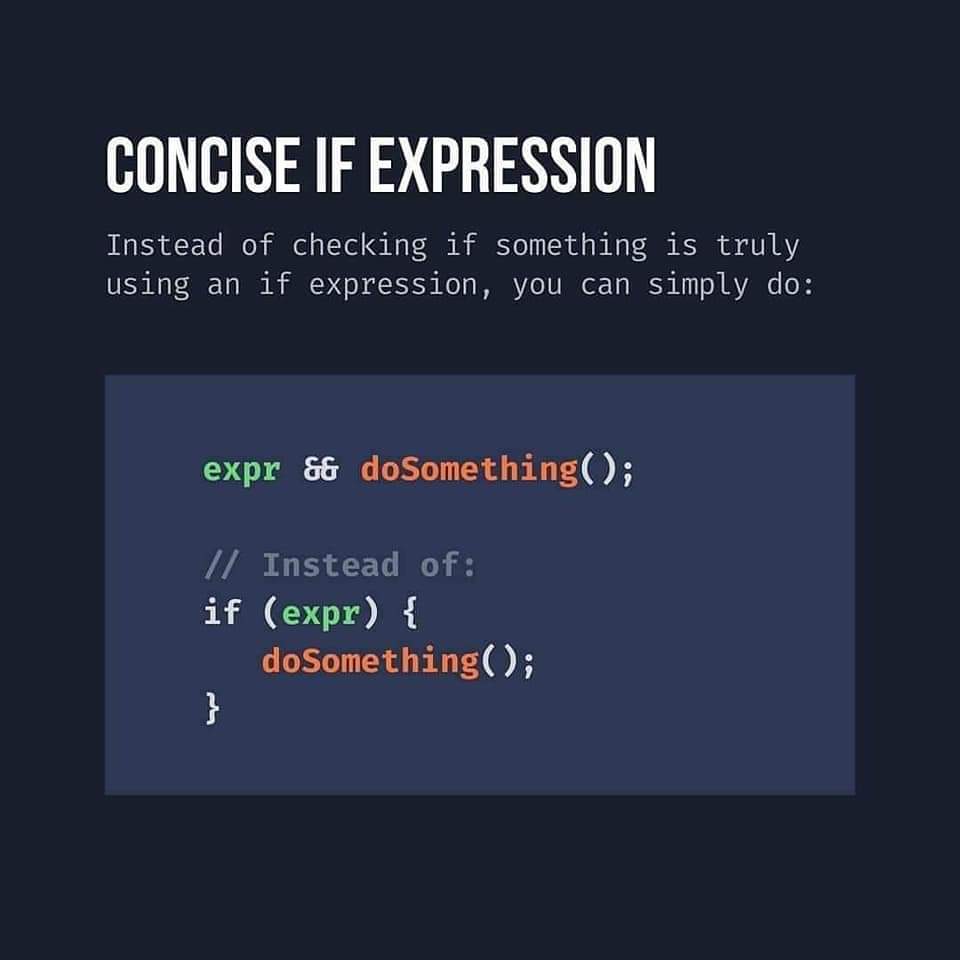 CONCISE IF EXPRESSION
Instead of checking if something is truly
using an if expression, you can simply do:
expr && doSomething();
// Instead of:
if (expr) {
   doSomething();
}